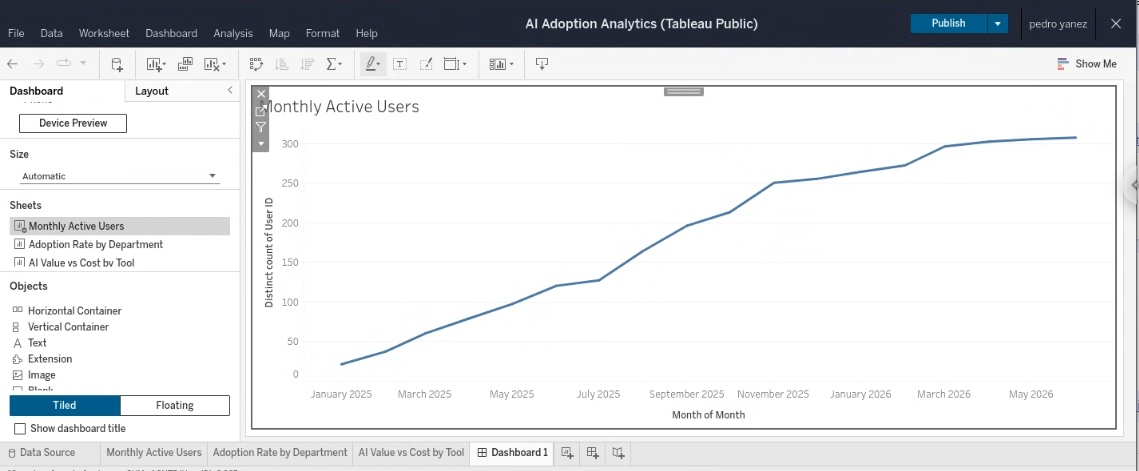 AI Adoption Analytics (Tableau Public)
Publish
pedro yanez
File Data Worksheet Dashboard Analysis Map Format Help
Show Me
Dashboard Layout
Device Preview
Size
Automatic
Sheets
Monthly Active Users
Adoption Rate by Department
AI Value vs Cost by Tool
Objects
Horizontal Container
Vertical Container
Text
Extension
Image
Blank
Tiled Floating
Show dashboard title
Monthly Active Users
300
250
200
150
100
50
0
Distinct count of User ID
January 2025 March 2025 May 2025 July 2025 September 2025 November 2025 January 2026 March 2026 May 2026
Month of Month
Data Source Monthly Active Users Adoption Rate by Department AI Value vs Cost by Tool Dashboard 1